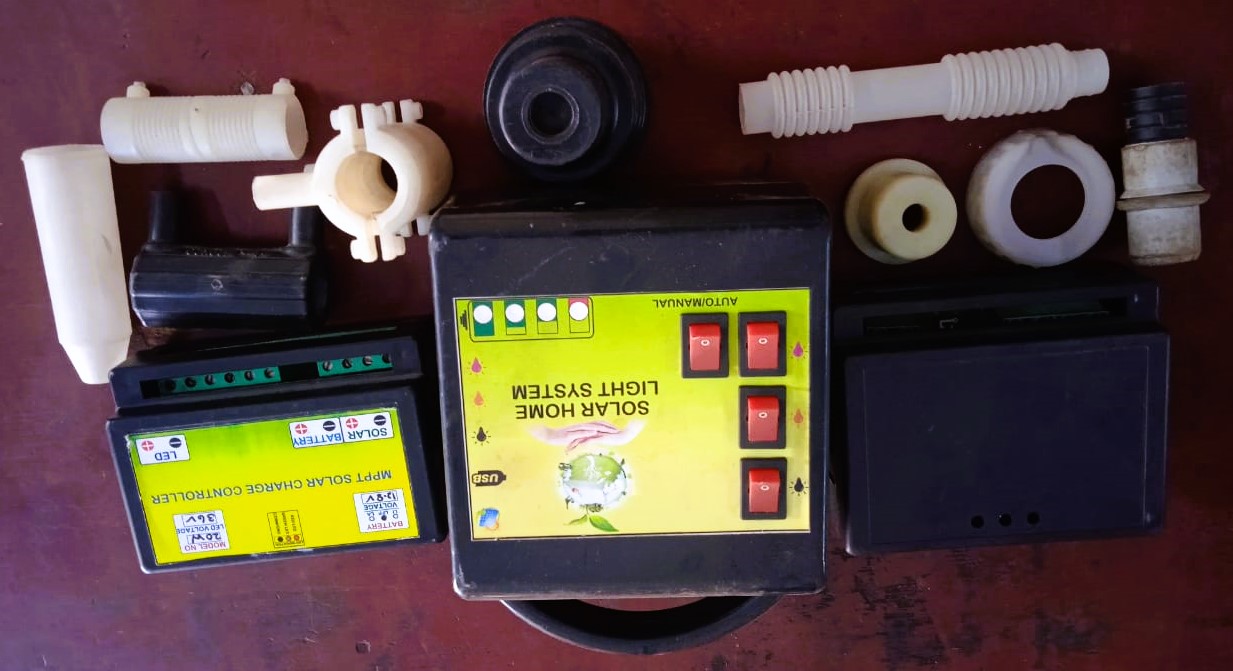 AUTO/MANUAL
SOLAR HOME
LIGHT SYSTEM
USB
SOLAR
BATTERY
LED
MPPT SOLAR CHARGE CONTROLLER
BATTERY
VOLTAGE
12.8V
MODEL NO
20W
LED VOLTAGE
36V